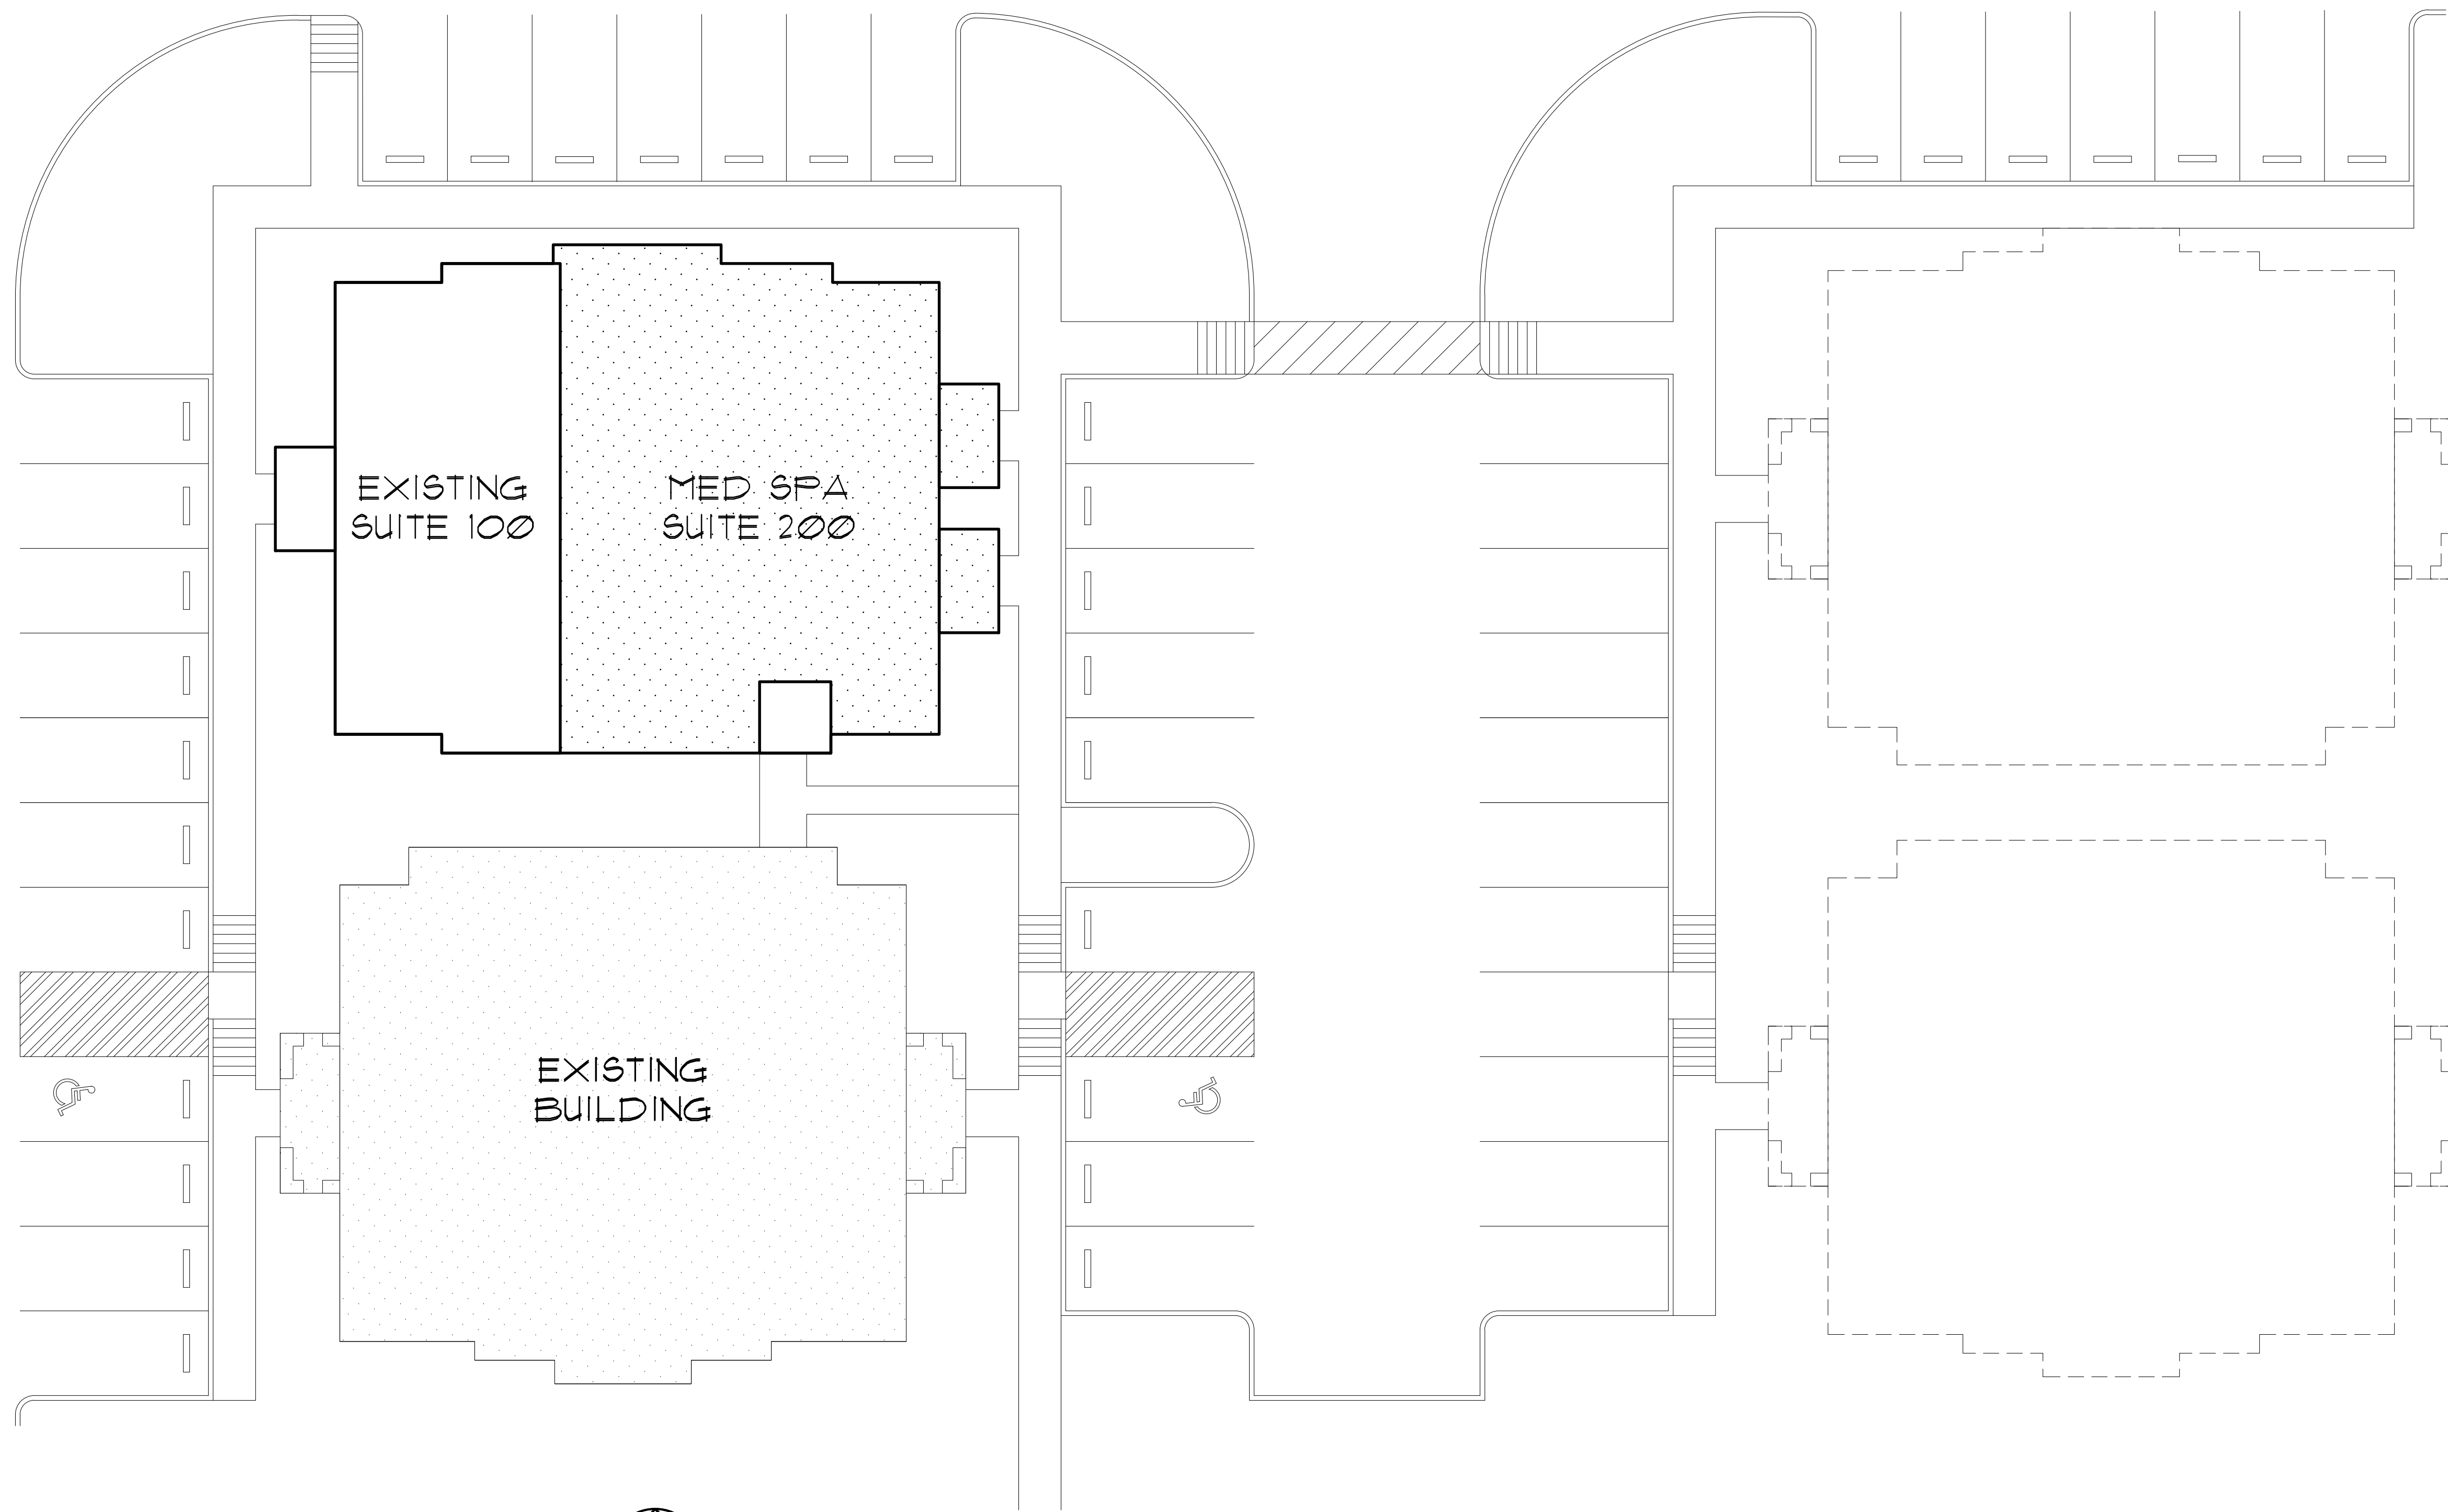 EXISTING
SUITE 100
MED SPA
SUITE 200
EXISTING
BUILDING